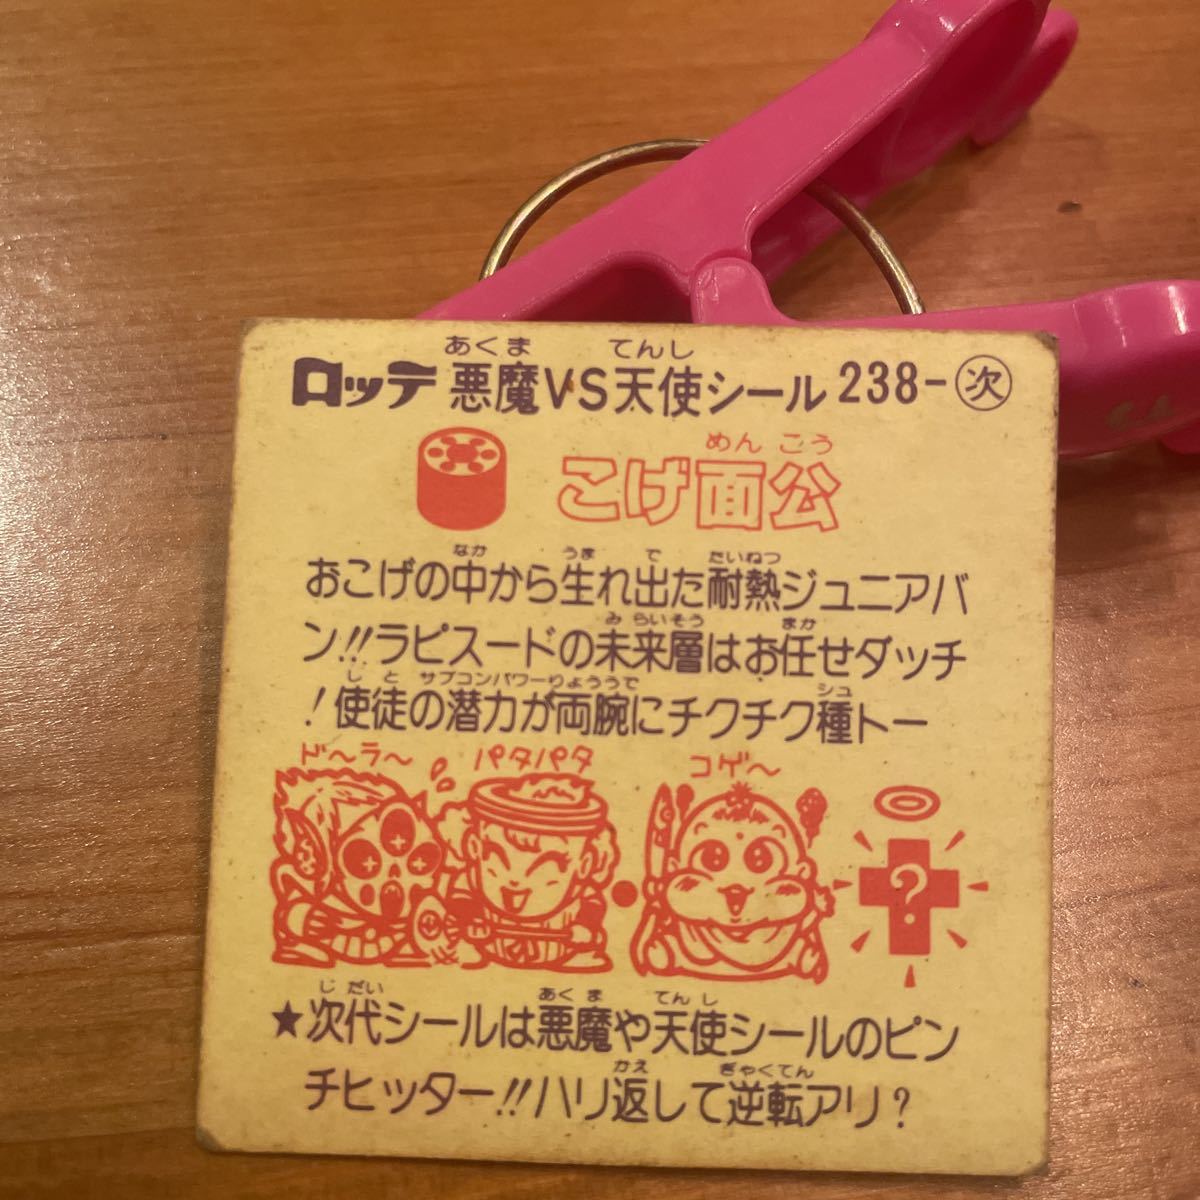 あくま てんし
ロッテ 悪魔VSス天使シール 238-次
めん こう
こげ面公
なか うま で たいねつ
おこげの中から生れ出た耐熱ジュニアバ
みらいそう まか
ン!!ラピスードの未来層はお任せダッチ
しと サブコンパワーりょううで シュ
!使徒の潜力が両腕にチクチク種トー
ド〜ラ〜 パタパタ コゲ〜
?
じだい あくま てんし
★次代シールは悪魔や天使シールのピン
かえ ぎゃくてん
チヒッター!!ハリ返して逆転アリ?